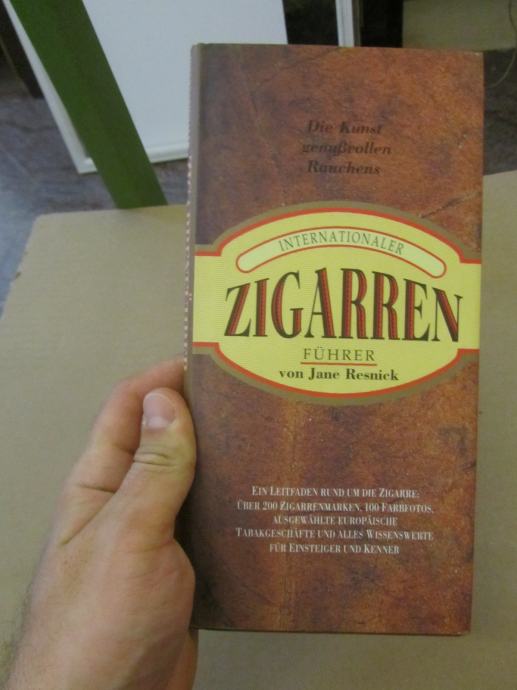 Die Kunst
genußvollen
Rauchens
INTERNATIONALER
ZIGARREN
FÜHRER
von Jane Resnick
EIN LEITFADEN RUND UM DIE ZIGARRE:
ÜBER 200 ZIGARRENMARKEN, 100 FARBFOTOS,
AUSGEWÄHLTE EUROPÄISCHE
TABAKGESCHÄFTE UND ALLES WISSENSWERTE
FÜR EINSTEIGER UND KENNER